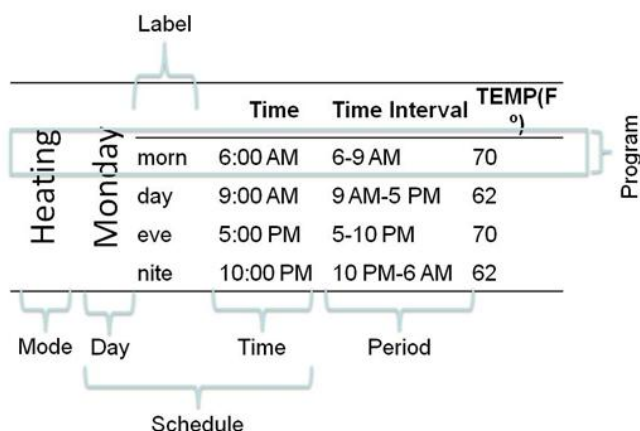 Label
Time Time Interval TEMP(F
º)
Heating
Monday
morn 6:00 AM 6-9 AM 70
day 9:00 AM 9 AM-5 PM 62
eve 5:00 PM 5-10 PM 70
nite 10:00 PM 10 PM-6 AM 62
Program
Mode Day Time Period
Schedule